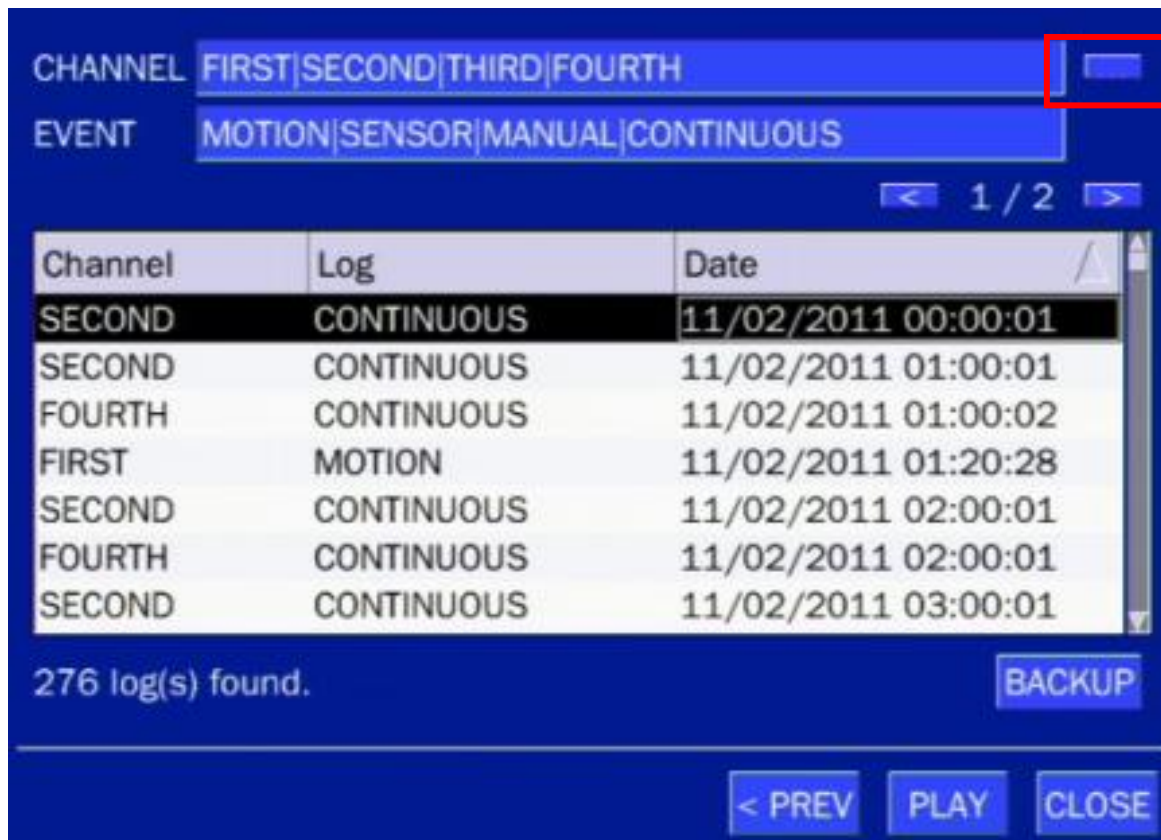 CHANNEL FIRST|SECOND|THIRD|FOURTH
EVENT MOTION|SENSOR|MANUAL|CONTINUOUS
< 1 / 2 >
Channel Log Date
SECOND CONTINUOUS 11/02/2011 00:00:01
SECOND CONTINUOUS 11/02/2011 01:00:01
FOURTH CONTINUOUS 11/02/2011 01:00:02
FIRST MOTION 11/02/2011 01:20:28
SECOND CONTINUOUS 11/02/2011 02:00:01
FOURTH CONTINUOUS 11/02/2011 02:00:01
SECOND CONTINUOUS 11/02/2011 03:00:01
276 log(s) found. BACKUP
< PREV PLAY CLOSE